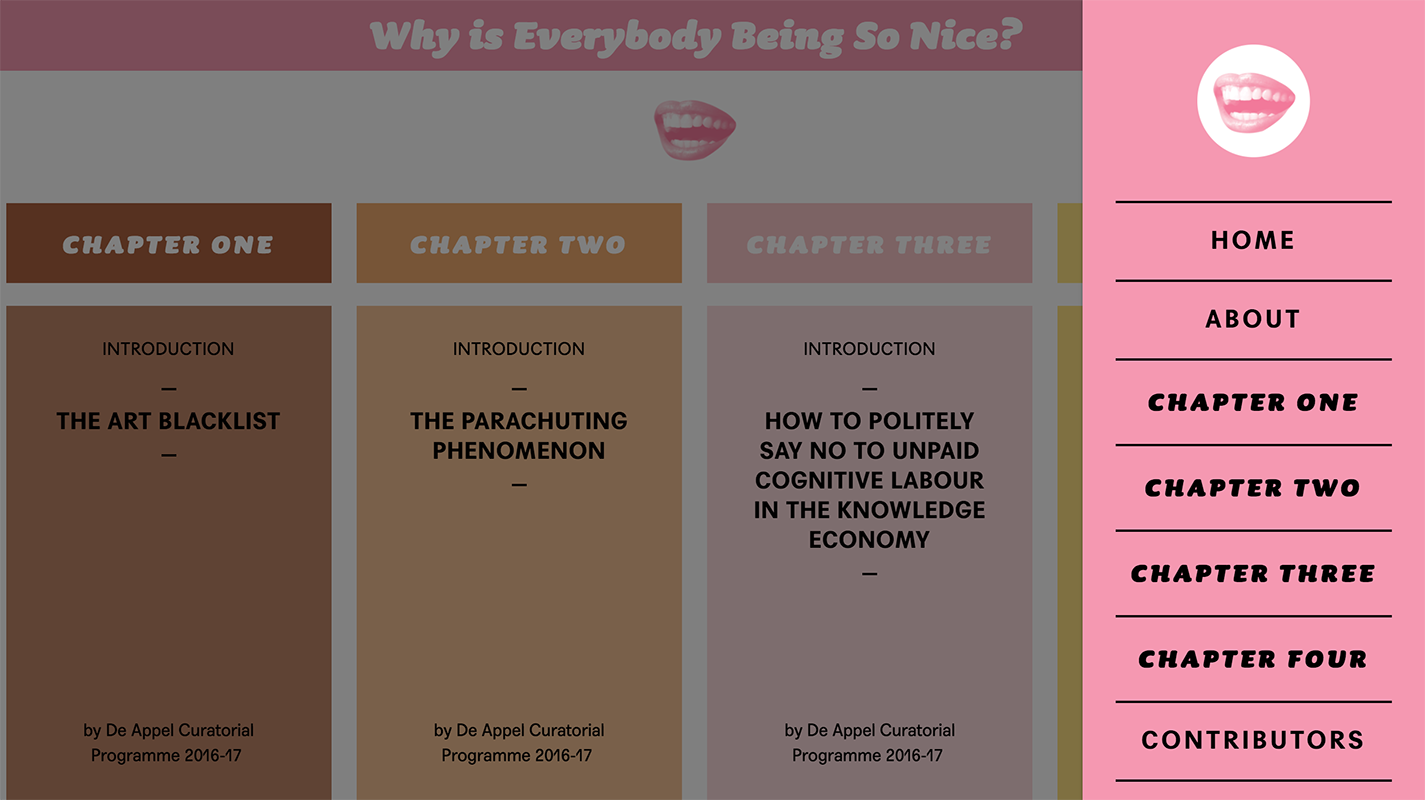 Why is Everybody Being So Nice?
CHAPTER ONE
INTRODUCTION
—
THE ART BLACKLIST
—
by De Appel Curatorial
Programme 2016-17
CHAPTER TWO
INTRODUCTION
—
THE PARACHUTING
PHENOMENON
—
by De Appel Curatorial
Programme 2016-17
CHAPTER THREE
INTRODUCTION
—
HOW TO POLITELY
SAY NO TO UNPAID
COGNITIVE LABOUR
IN THE KNOWLEDGE
ECONOMY
—
by De Appel Curatorial
Programme 2016-17
HOME
ABOUT
CHAPTER ONE
CHAPTER TWO
CHAPTER THREE
CHAPTER FOUR
CONTRIBUTORS